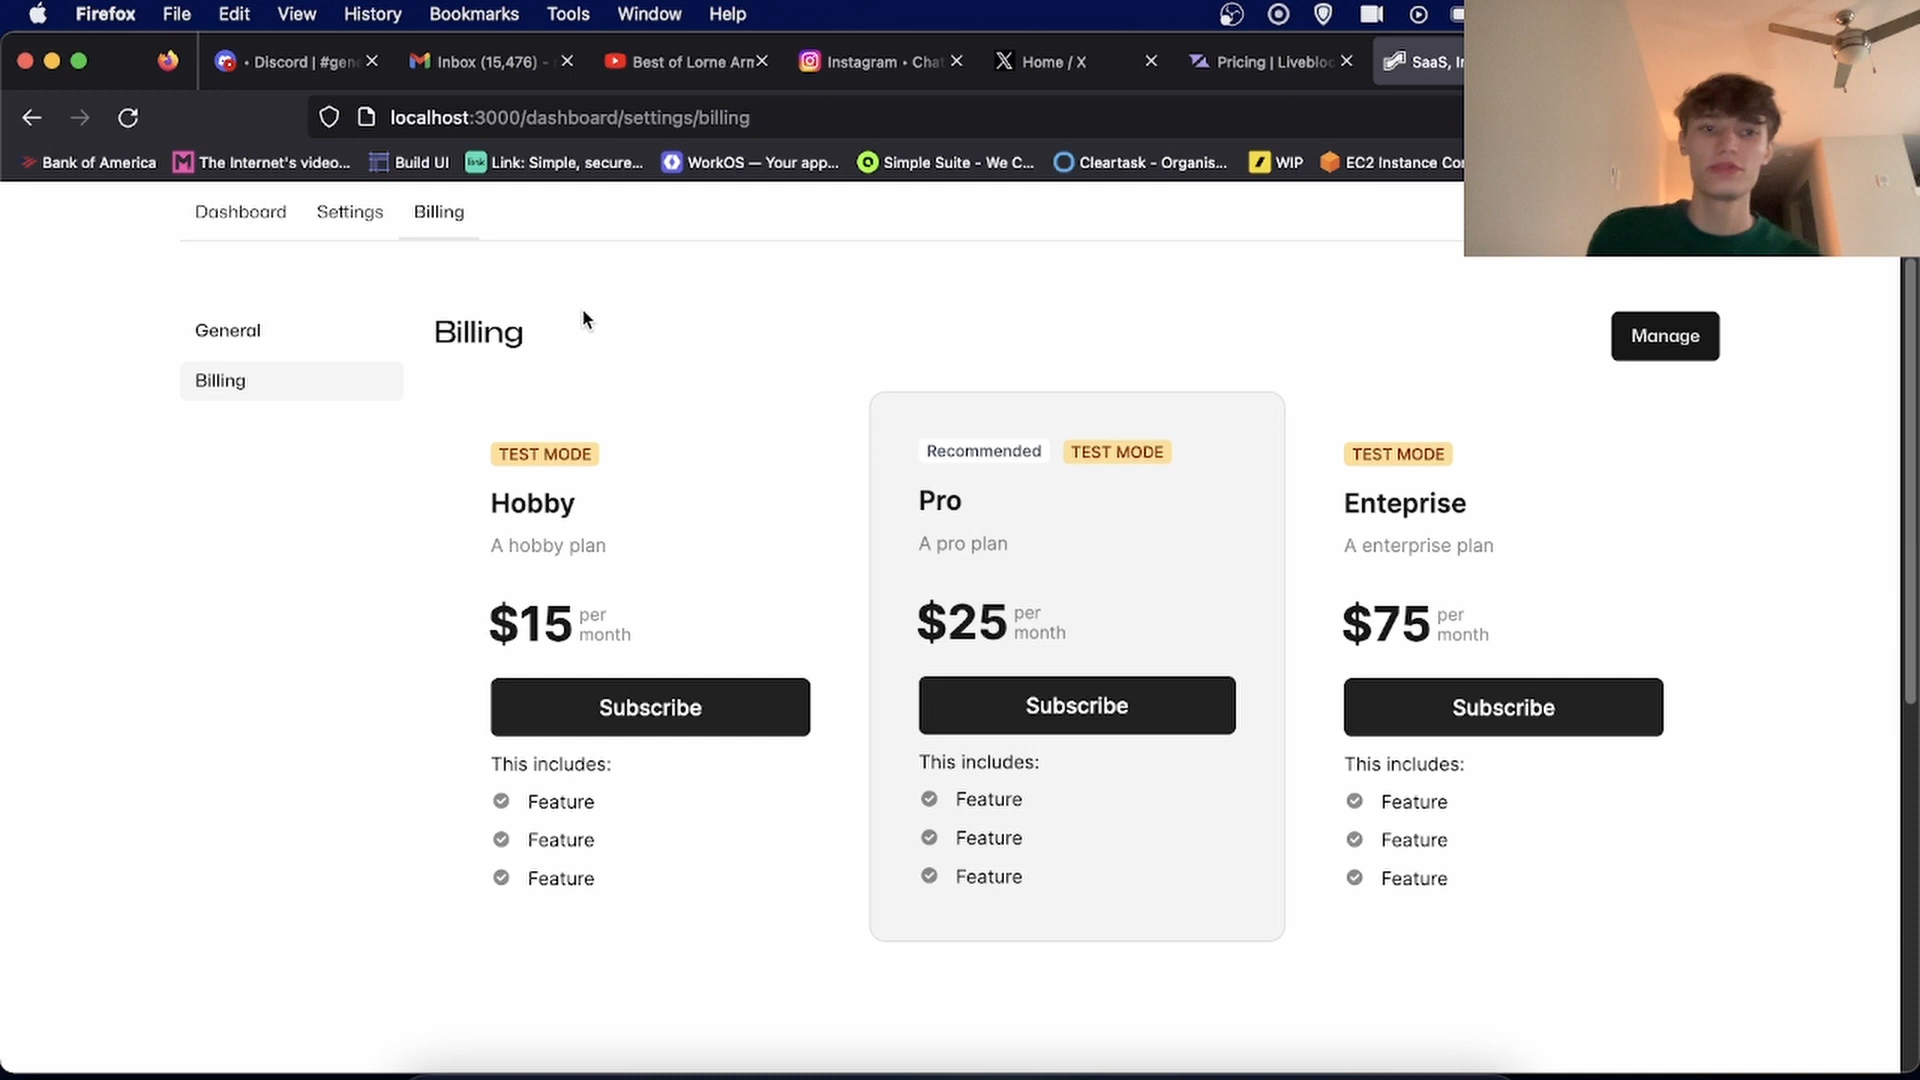 Firefox File Edit View History Bookmarks Tools Window Help
• Discord | #gen
Inbox (15,476) -
Best of Lorne Arm
Instagram • Chat
Home / X
Pricing | Liveblo
SaaS, I
localhost:3000/dashboard/settings/billing
Bank of America
The Internet's video...
Build UI
link
Link: Simple, secure...
WorkOS — Your app...
Simple Suite - We C...
Cleartask - Organis...
WIP
EC2 Instance Co
Dashboard Settings Billing
General
Billing
Billing
Manage
TEST MODE
Hobby
A hobby plan
$15 per
month
Subscribe
This includes:
Feature
Feature
Feature
Recommended TEST MODE
Pro
A pro plan
$25 per
month
Subscribe
This includes:
Feature
Feature
Feature
TEST MODE
Enteprise
A enterprise plan
$75 per
month
Subscribe
This includes:
Feature
Feature
Feature